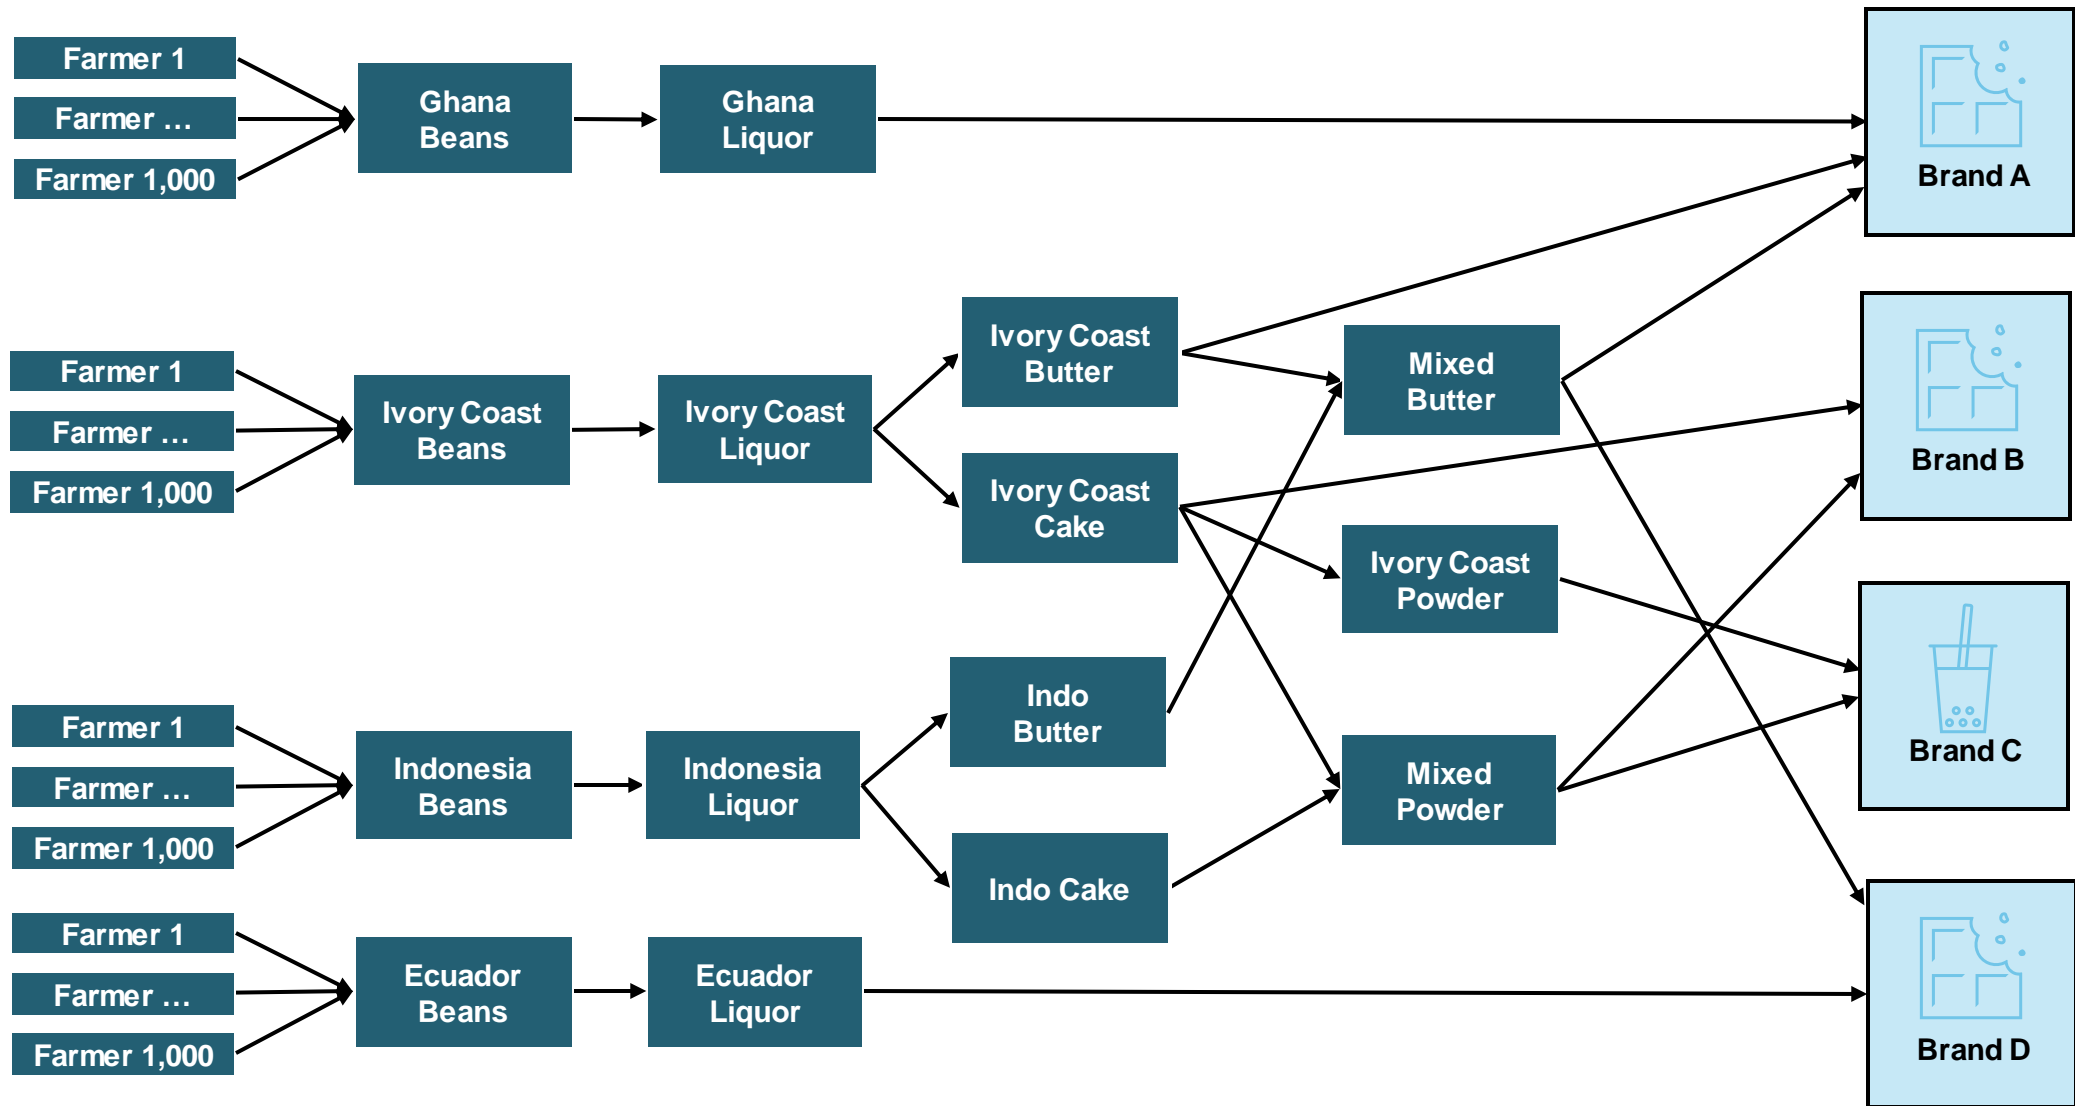 Farmer 1
Farmer …
Farmer 1,000
Ghana
Beans
Ghana
Liquor
Brand A
Farmer 1
Farmer …
Farmer 1,000
Ivory Coast
Beans
Ivory Coast
Liquor
Ivory Coast
Butter
Ivory Coast
Cake
Mixed
Butter
Ivory Coast
Powder
Brand B
Farmer 1
Farmer …
Farmer 1,000
Indonesia
Beans
Indonesia
Liquor
Indo
Butter
Indo Cake
Mixed
Powder
Brand C
Farmer 1
Farmer …
Farmer 1,000
Ecuador
Beans
Ecuador
Liquor
Brand D